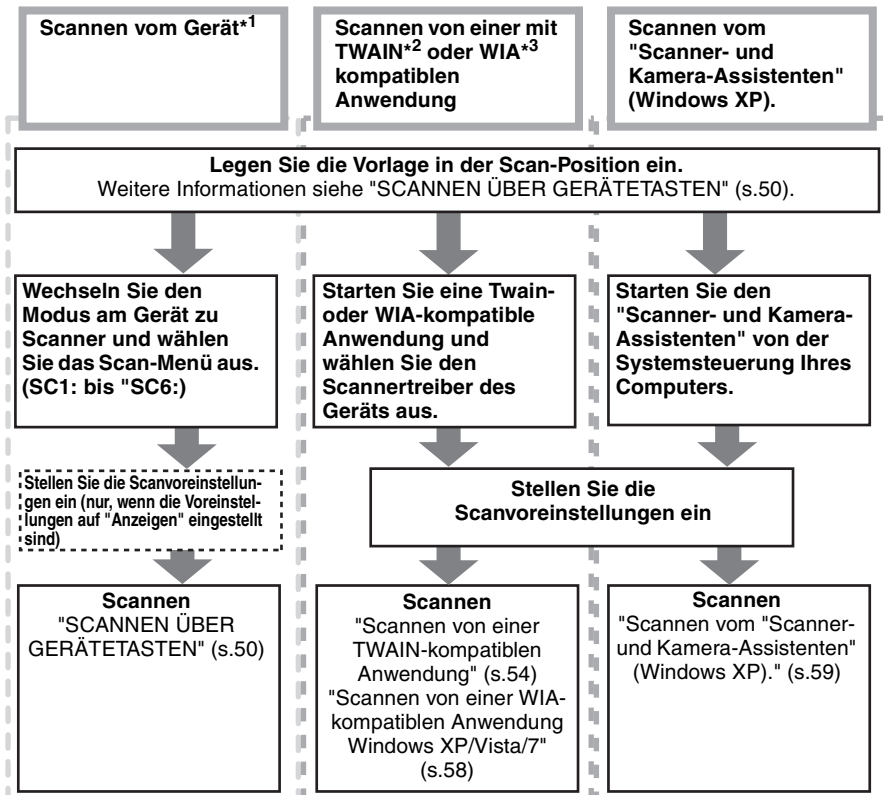 Scannen vom Gerät*1
Scannen von einer mit
TWAIN*2 oder WIA*3
kompatiblen
Anwendung
Scannen vom
"Scanner- und
Kamera-Assistenten"
(Windows XP).
Legen Sie die Vorlage in der Scan-Position ein.
Weitere Informationen siehe "SCANNEN ÜBER GERÄTETASTEN" (s.50).
Wechseln Sie den
Modus am Gerät zu
Scanner und wählen
Sie das Scan-Menü aus.
(SC1: bis "SC6:)
Starten Sie eine Twain-
oder WIA-kompatible
Anwendung und
wählen Sie den
Scannertreiber des
Geräts aus.
Starten Sie den
"Scanner- und Kamera-
Assistenten" von der
Systemsteuerung Ihres
Computers.
Stellen Sie die Scanvoreinstellun-
gen ein (nur, wenn die Voreinstel-
lungen auf "Anzeigen" eingestellt
sind)
Stellen Sie die
Scanvoreinstellungen ein
Scannen
"SCANNEN ÜBER
GERÄTETASTEN" (s.50)
Scannen
"Scannen von einer
TWAIN-kompatiblen
Anwendung" (s.54)
"Scannen von einer WIA-
kompatiblen Anwendung
Windows XP/Vista/7"
(s.58)
Scannen
"Scannen vom "Scanner-
und Kamera-Assistenten"
(Windows XP)." (s.59)